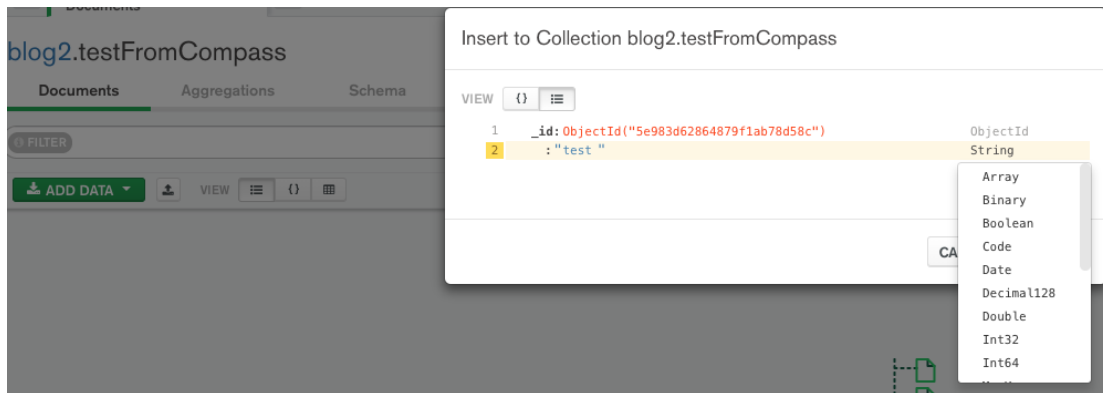 Documents
blog2.testFromCompass
Documents Aggregations Schema
FILTER
ADD DATA VIEW {}
Insert to Collection blog2.testFromCompass
VIEW {}
1 _id:ObjectId("5e983d62864879f1ab78d58c") ObjectId
2 :"test " String
Array
Binary
Boolean
Code
Date
Decimal128
Double
Int32
Int64
CA